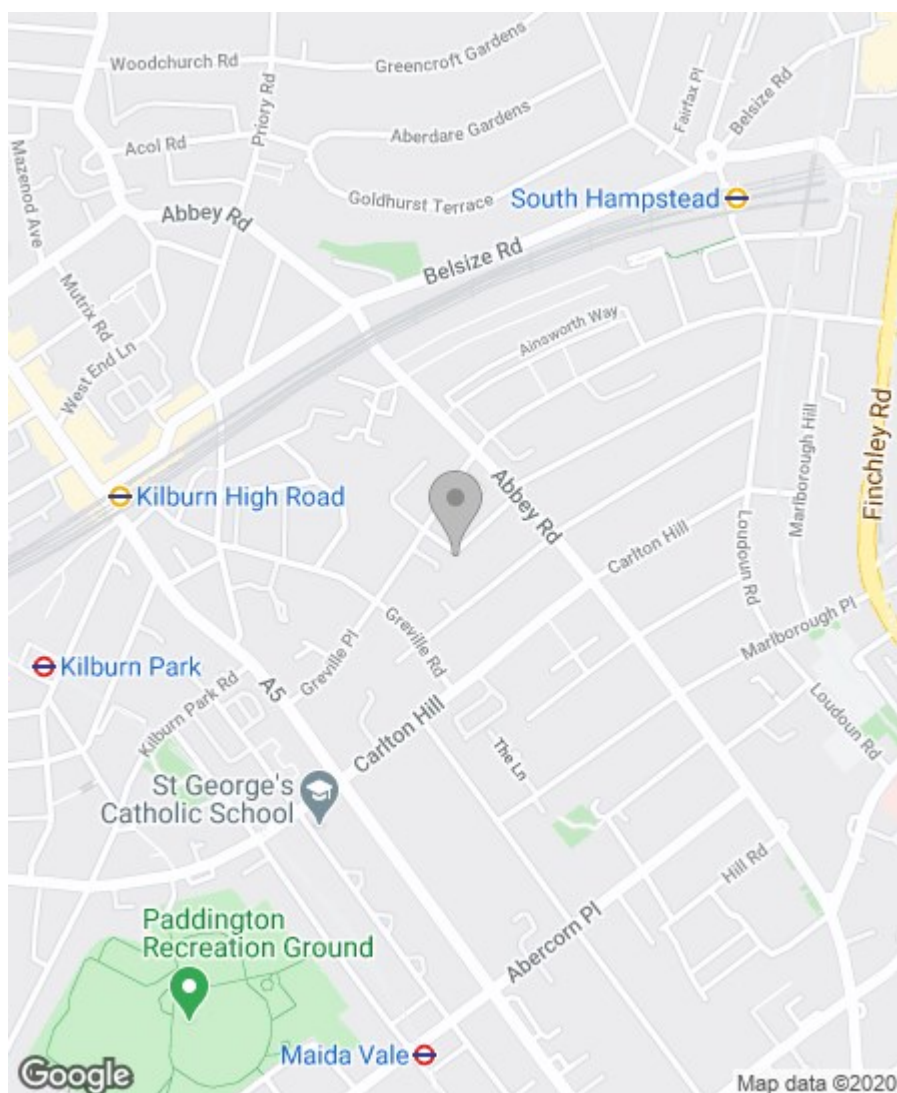 Woodchurch Rd
Greencroft Gardens
Priory Rd
Fairfax Pl
Belsize Rd
Aberdare Gardens
Acol Rd
Mazenod Ave
Goldhurst Terrace
South Hampstead
Abbey Rd
Belsize Rd
Mutrix Rd
Ainsworth Way
West End Ln
Finchley Rd
Marlborough Hill
Abbey Rd
Kilburn High Road
Loudoun Rd
Carlton Hill
Marlborough Pl
Greville Rd
Greville Pl
Kilburn Park
A5
Kilburn Park Rd
Loudoun Rd
Carlton Hill
The Ln
St George's
Catholic School
Hill Rd
Paddington
Recreation Ground
Abercorn Pl
Maida Vale
Google
Map data ©2020